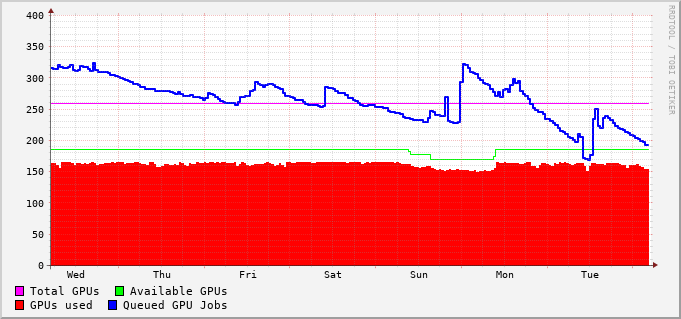 400
350
300
250
200
150
100
50
0
Wed Thu Fri Sat Sun Mon Tue
Total GPUs Available GPUs
GPUs used Queued GPU Jobs
RRDTOOL / TOBI OETIKER